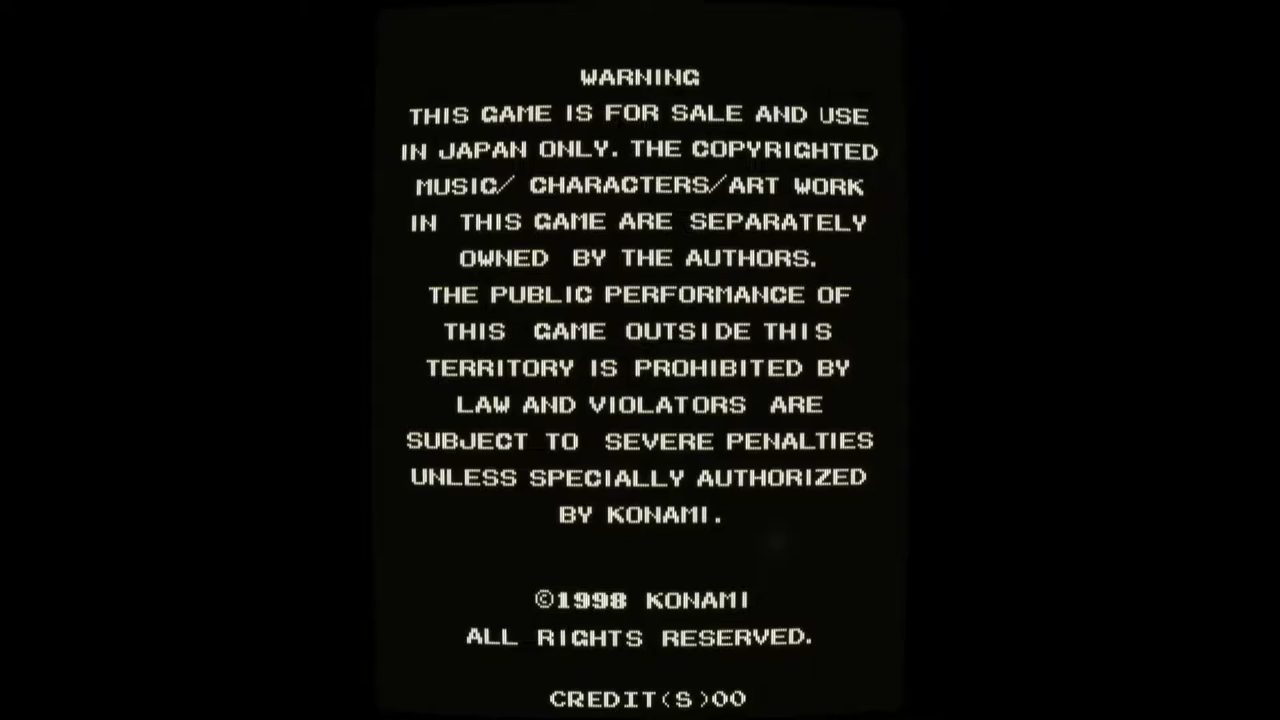 WARNING
THIS GAME IS FOR SALE AND USE
IN JAPAN ONLY. THE COPYRIGHTED
MUSIC/ CHARACTERS/ART WORK
IN THIS GAME ARE SEPARATELY
OWNED BY THE AUTHORS.
THE PUBLIC PERFORMANCE OF
THIS GAME OUTSIDE THIS
TERRITORY IS PROHIBITED BY
LAW AND VIOLATORS ARE
SUBJECT TO SEVERE PENALTIES
UNLESS SPECIALLY AUTHORIZED
BY KONAMI.
©1998 KONAMI
ALL RIGHTS RESERVED.
CREDIT(S)00